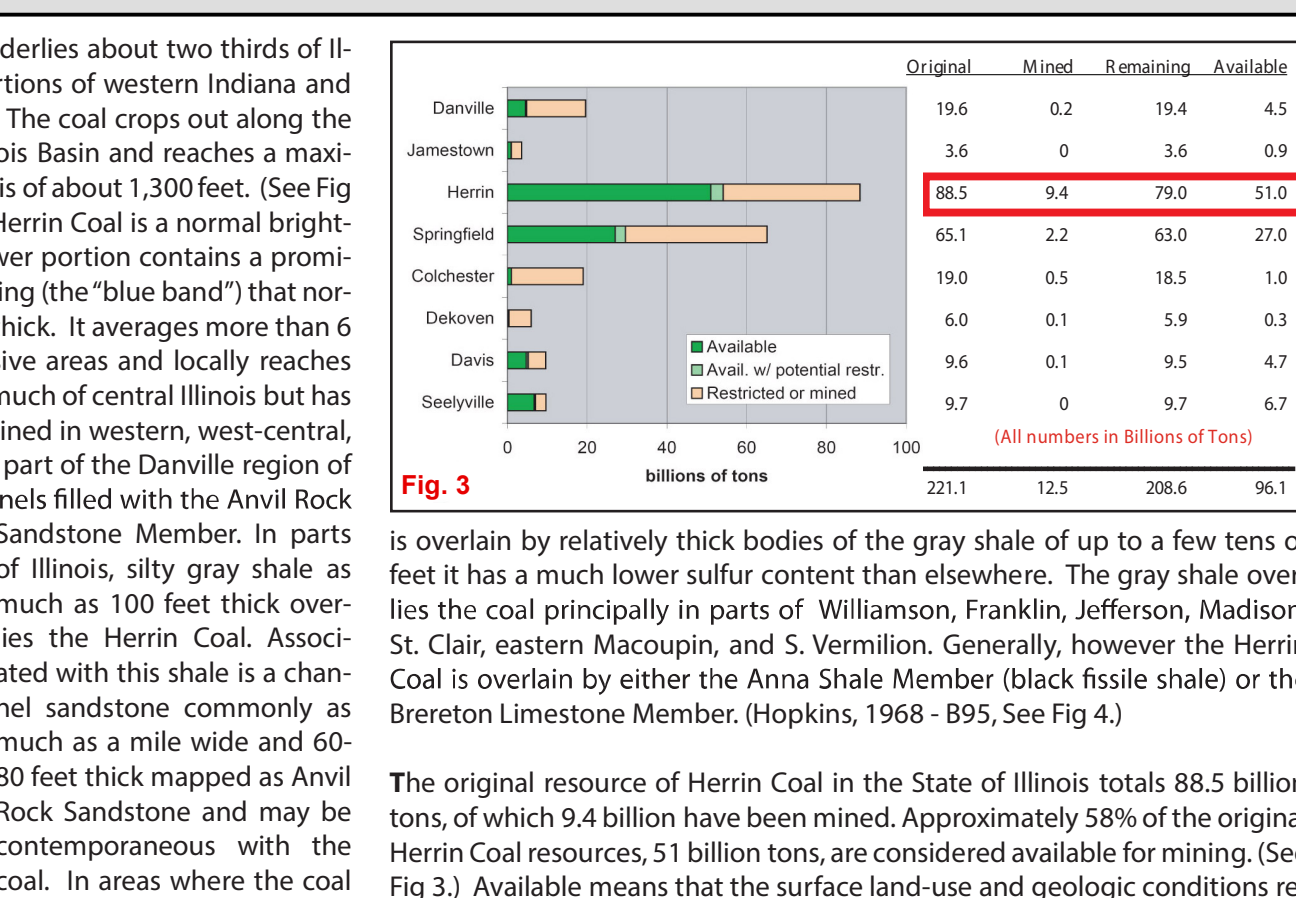 derlies about two thirds of Il-
rtions of western Indiana and
The coal crops out along the
ois Basin and reaches a maxi-
is of about 1,300 feet. (See Fig
Herrin Coal is a normal bright-
wer portion contains a promi-
ing (the “blue band”) that nor-
hick. It averages more than 6
sive areas and locally reaches
much of central Illinois but has
ined in western, west-central,
part of the Danville region of
nels filled with the Anvil Rock
Sandstone Member. In parts
of Illinois, silty gray shale as
much as 100 feet thick over-
lies the Herrin Coal. Associ-
ated with this shale is a chan-
nel sandstone commonly as
much as a mile wide and 60-
80 feet thick mapped as Anvil
Rock Sandstone and may be
contemporaneous with the
coal. In areas where the coal
Original Mined Remaining Available
Danville 19.6 0.2 19.4 4.5
Jamestown 3.6 0 3.6 0.9
Herrin 88.5 9.4 79.0 51.0
Springfield 65.1 2.2 63.0 27.0
Colchester 19.0 0.5 18.5 1.0
Dekoven 6.0 0.1 5.9 0.3
Davis 9.6 0.1 9.5 4.7
Seelyville 9.7 0 9.7 6.7
Available
Avail. w/ potential restr.
Restricted or mined
(All numbers in Billions of Tons)
0 20 40 60 80 100
billions of tons
Fig. 3
221.1 12.5 208.6 96.1
is overlain by relatively thick bodies of the gray shale of up to a few tens o
feet it has a much lower sulfur content than elsewhere. The gray shale over
lies the coal principally in parts of Williamson, Franklin, Jefferson, Madison
St. Clair, eastern Macoupin, and S. Vermilion. Generally, however the Herrin
Coal is overlain by either the Anna Shale Member (black fissile shale) or the
Brereton Limestone Member. (Hopkins, 1968 - B95, See Fig 4.)
The original resource of Herrin Coal in the State of Illinois totals 88.5 billion
tons, of which 9.4 billion have been mined. Approximately 58% of the origina
Herrin Coal resources, 51 billion tons, are considered available for mining. (See
Fig 3.) Available means that the surface land-use and geologic conditions re